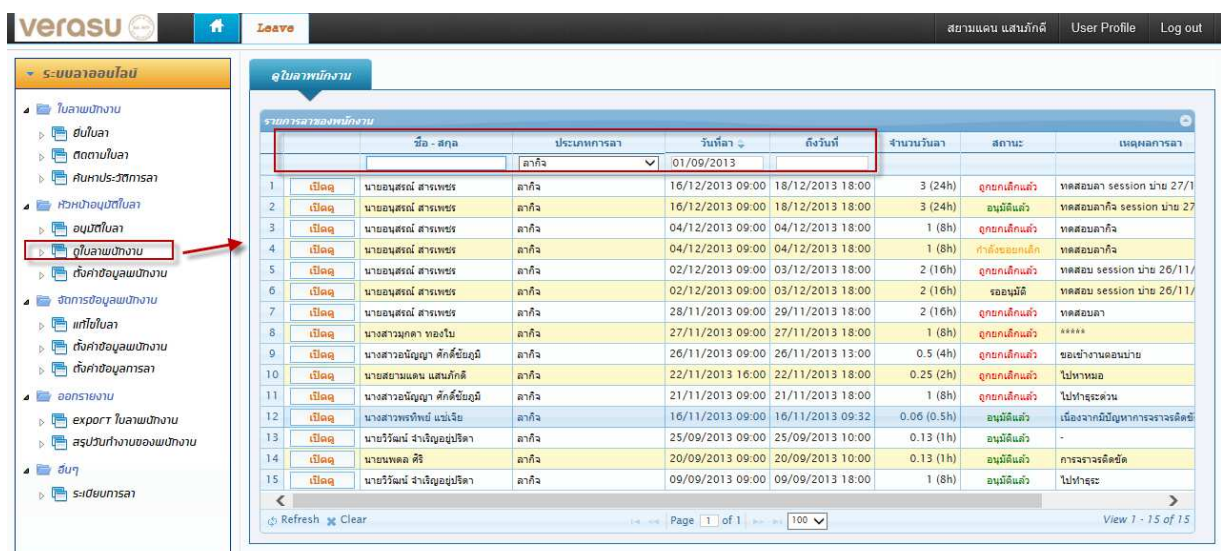 verasu
Leave
สยามแดน แสนภักดี User Profile Log out
ระบบลาออนไลน์
ใบลาพนักงาน
ยื่นใบลา
ติดตามใบลา
ค้นหาประวัติการลา
หัวหน้าอนุมัติใบลา
อนุมัติใบลา
ดูใบลาพนักงาน
ตั้งค่าข้อมูลพนักงาน
จัดการข้อมูลพนักงาน
แก้ไขใบลา
ตั้งค่าข้อมูลพนักงาน
ตั้งค่าข้อมูลการลา
ออกรายงาน
export ใบลาพนักงาน
สรุปวันทำงานของพนักงาน
อื่นๆ
ระเบียบการลา
ดูใบลาพนักงาน
รายการลาของพนักงาน
ชื่อ - สกุล ประเภทการลา วันที่ลา ถึงวันที่ จำนวนวันลา สถานะ เหตุผลการลา
ลากิจ 01/09/2013
1 เปิดดู นายอนุสรณ์ สารเพชร ลากิจ 16/12/2013 09:00 18/12/2013 18:00 3 (24h) ถูกยกเลิกแล้ว ทดสอบลา session บ่าย 27/1
2 เปิดดู นายอนุสรณ์ สารเพชร ลากิจ 16/12/2013 09:00 18/12/2013 18:00 3 (24h) อนุมัติแล้ว ทดสอบลากิจ session บ่าย 27
3 เปิดดู นายอนุสรณ์ สารเพชร ลากิจ 04/12/2013 09:00 04/12/2013 18:00 1 (8h) ถูกยกเลิกแล้ว ทดสอบลากิจ
4 เปิดดู นายอนุสรณ์ สารเพชร ลากิจ 04/12/2013 09:00 04/12/2013 18:00 1 (8h) กำลังขอยกเลิก ทดสอบลากิจ
5 เปิดดู นายอนุสรณ์ สารเพชร ลากิจ 02/12/2013 09:00 03/12/2013 18:00 2 (16h) ถูกยกเลิกแล้ว ทดสอบ session บ่าย 26/11/
6 เปิดดู นายอนุสรณ์ สารเพชร ลากิจ 02/12/2013 09:00 03/12/2013 18:00 2 (16h) รออนุมัติ ทดสอบ session บ่าย 26/11/
7 เปิดดู นายอนุสรณ์ สารเพชร ลากิจ 28/11/2013 09:00 29/11/2013 18:00 2 (16h) ถูกยกเลิกแล้ว ทดสอบลา
8 เปิดดู นางสาวมุกดา ทองใบ ลากิจ 27/11/2013 09:00 27/11/2013 18:00 1 (8h) ถูกยกเลิกแล้ว *****
9 เปิดดู นางสาวอนัญญา ศักดิ์ชัยภูมิ ลากิจ 26/11/2013 09:00 26/11/2013 13:00 0.5 (4h) ถูกยกเลิกแล้ว ขอเข้างานตอนบ่าย
10 เปิดดู นายสยามแดน แสนภักดี ลากิจ 22/11/2013 16:00 22/11/2013 18:00 0.25 (2h) ถูกยกเลิกแล้ว ไปหาหมอ
11 เปิดดู นางสาวอนัญญา ศักดิ์ชัยภูมิ ลากิจ 21/11/2013 09:00 21/11/2013 18:00 1 (8h) ถูกยกเลิกแล้ว ไปทำธุระด่วน
12 เปิดดู นางสาวพรทิพย์ แซ่เจีย ลากิจ 16/11/2013 09:00 16/11/2013 09:32 0.06 (0.5h) อนุมัติแล้ว เนื่องจากมีปัญหาการจราจรติดขั
13 เปิดดู นายวิวัฒน์ จำเริญอยู่ปรีดา ลากิจ 25/09/2013 09:00 25/09/2013 10:00 0.13 (1h) อนุมัติแล้ว -
14 เปิดดู นายนพดล ศิริ ลากิจ 20/09/2013 09:00 20/09/2013 10:00 0.13 (1h) อนุมัติแล้ว การจราจรติดขัด
15 เปิดดู นายวิวัฒน์ จำเริญอยู่ปรีดา ลากิจ 09/09/2013 09:00 09/09/2013 18:00 1 (8h) อนุมัติแล้ว ไปทำธุระ
Refresh Clear Page 1 of 1 100 View 1 - 15 of 15